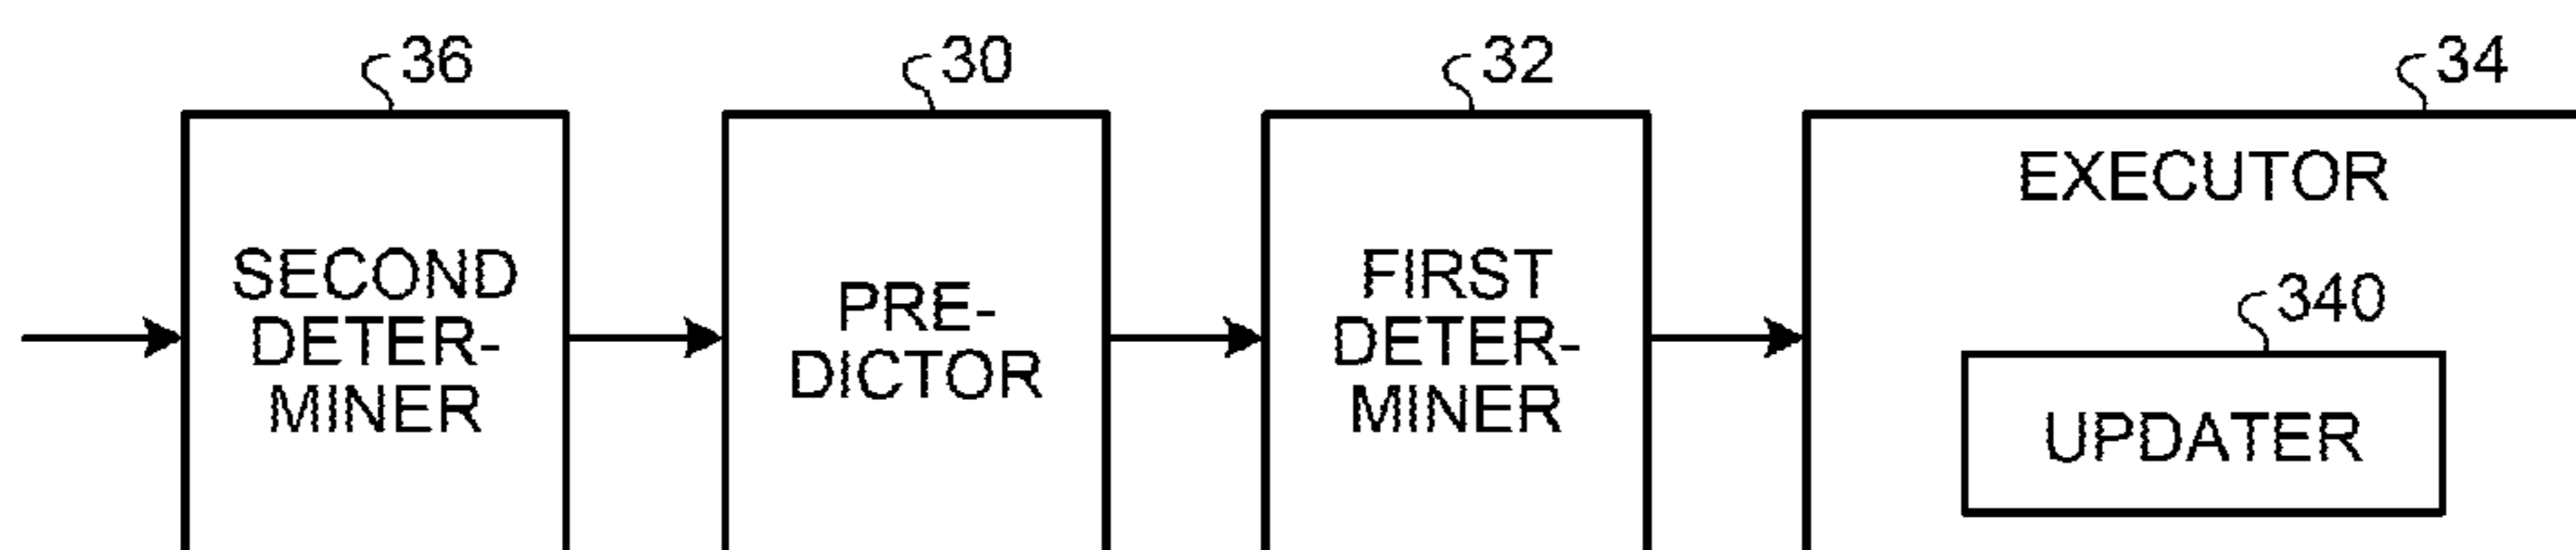 36
30
32
34
SECOND
DETER-
MINER
PRE-
DICTOR
FIRST
DETER-
MINER
EXECUTOR
340
UPDATER